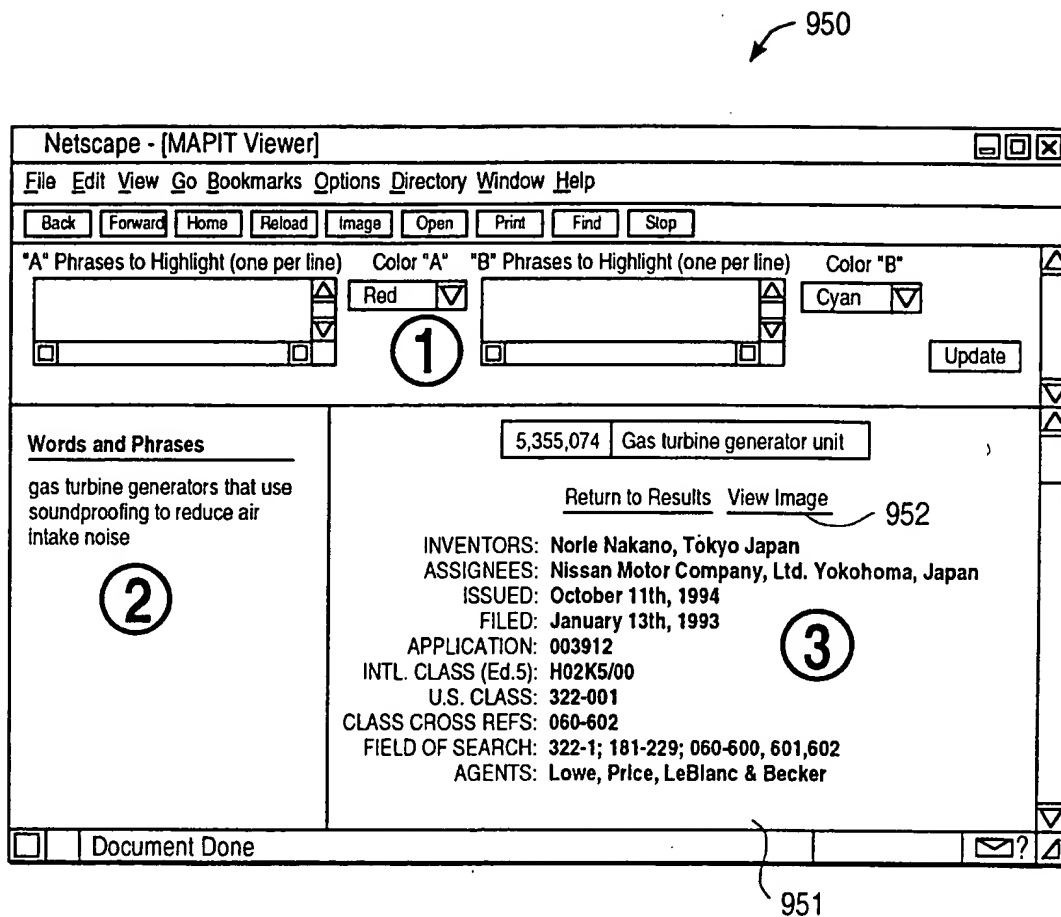 950
Netscape - [MAPIT Viewer]
File Edit View Go Bookmarks Options Directory Window Help
Back Forward Home Reload Image Open Print Find Stop
"A" Phrases to Highlight (one per line) Color "A" "B" Phrases to Highlight (one per line) Color "B"
Red Cyan
1
Update
Words and Phrases
gas turbine generators that use
soundproofing to reduce air
intake noise
2
5,355,074 Gas turbine generator unit
Return to Results View Image
952
INVENTORS: Norle Nakano, Tokyo Japan
ASSIGNEES: Nissan Motor Company, Ltd. Yokohoma, Japan
ISSUED: October 11th, 1994
FILED: January 13th, 1993
APPLICATION: 003912
INTL. CLASS (Ed.5): H02K5/00
U.S. CLASS: 322-001
CLASS CROSS REFS: 060-602
FIELD OF SEARCH: 322-1; 181-229; 060-600, 601,602
AGENTS: Lowe, Price, LeBlanc & Becker
3
Document Done ?
951